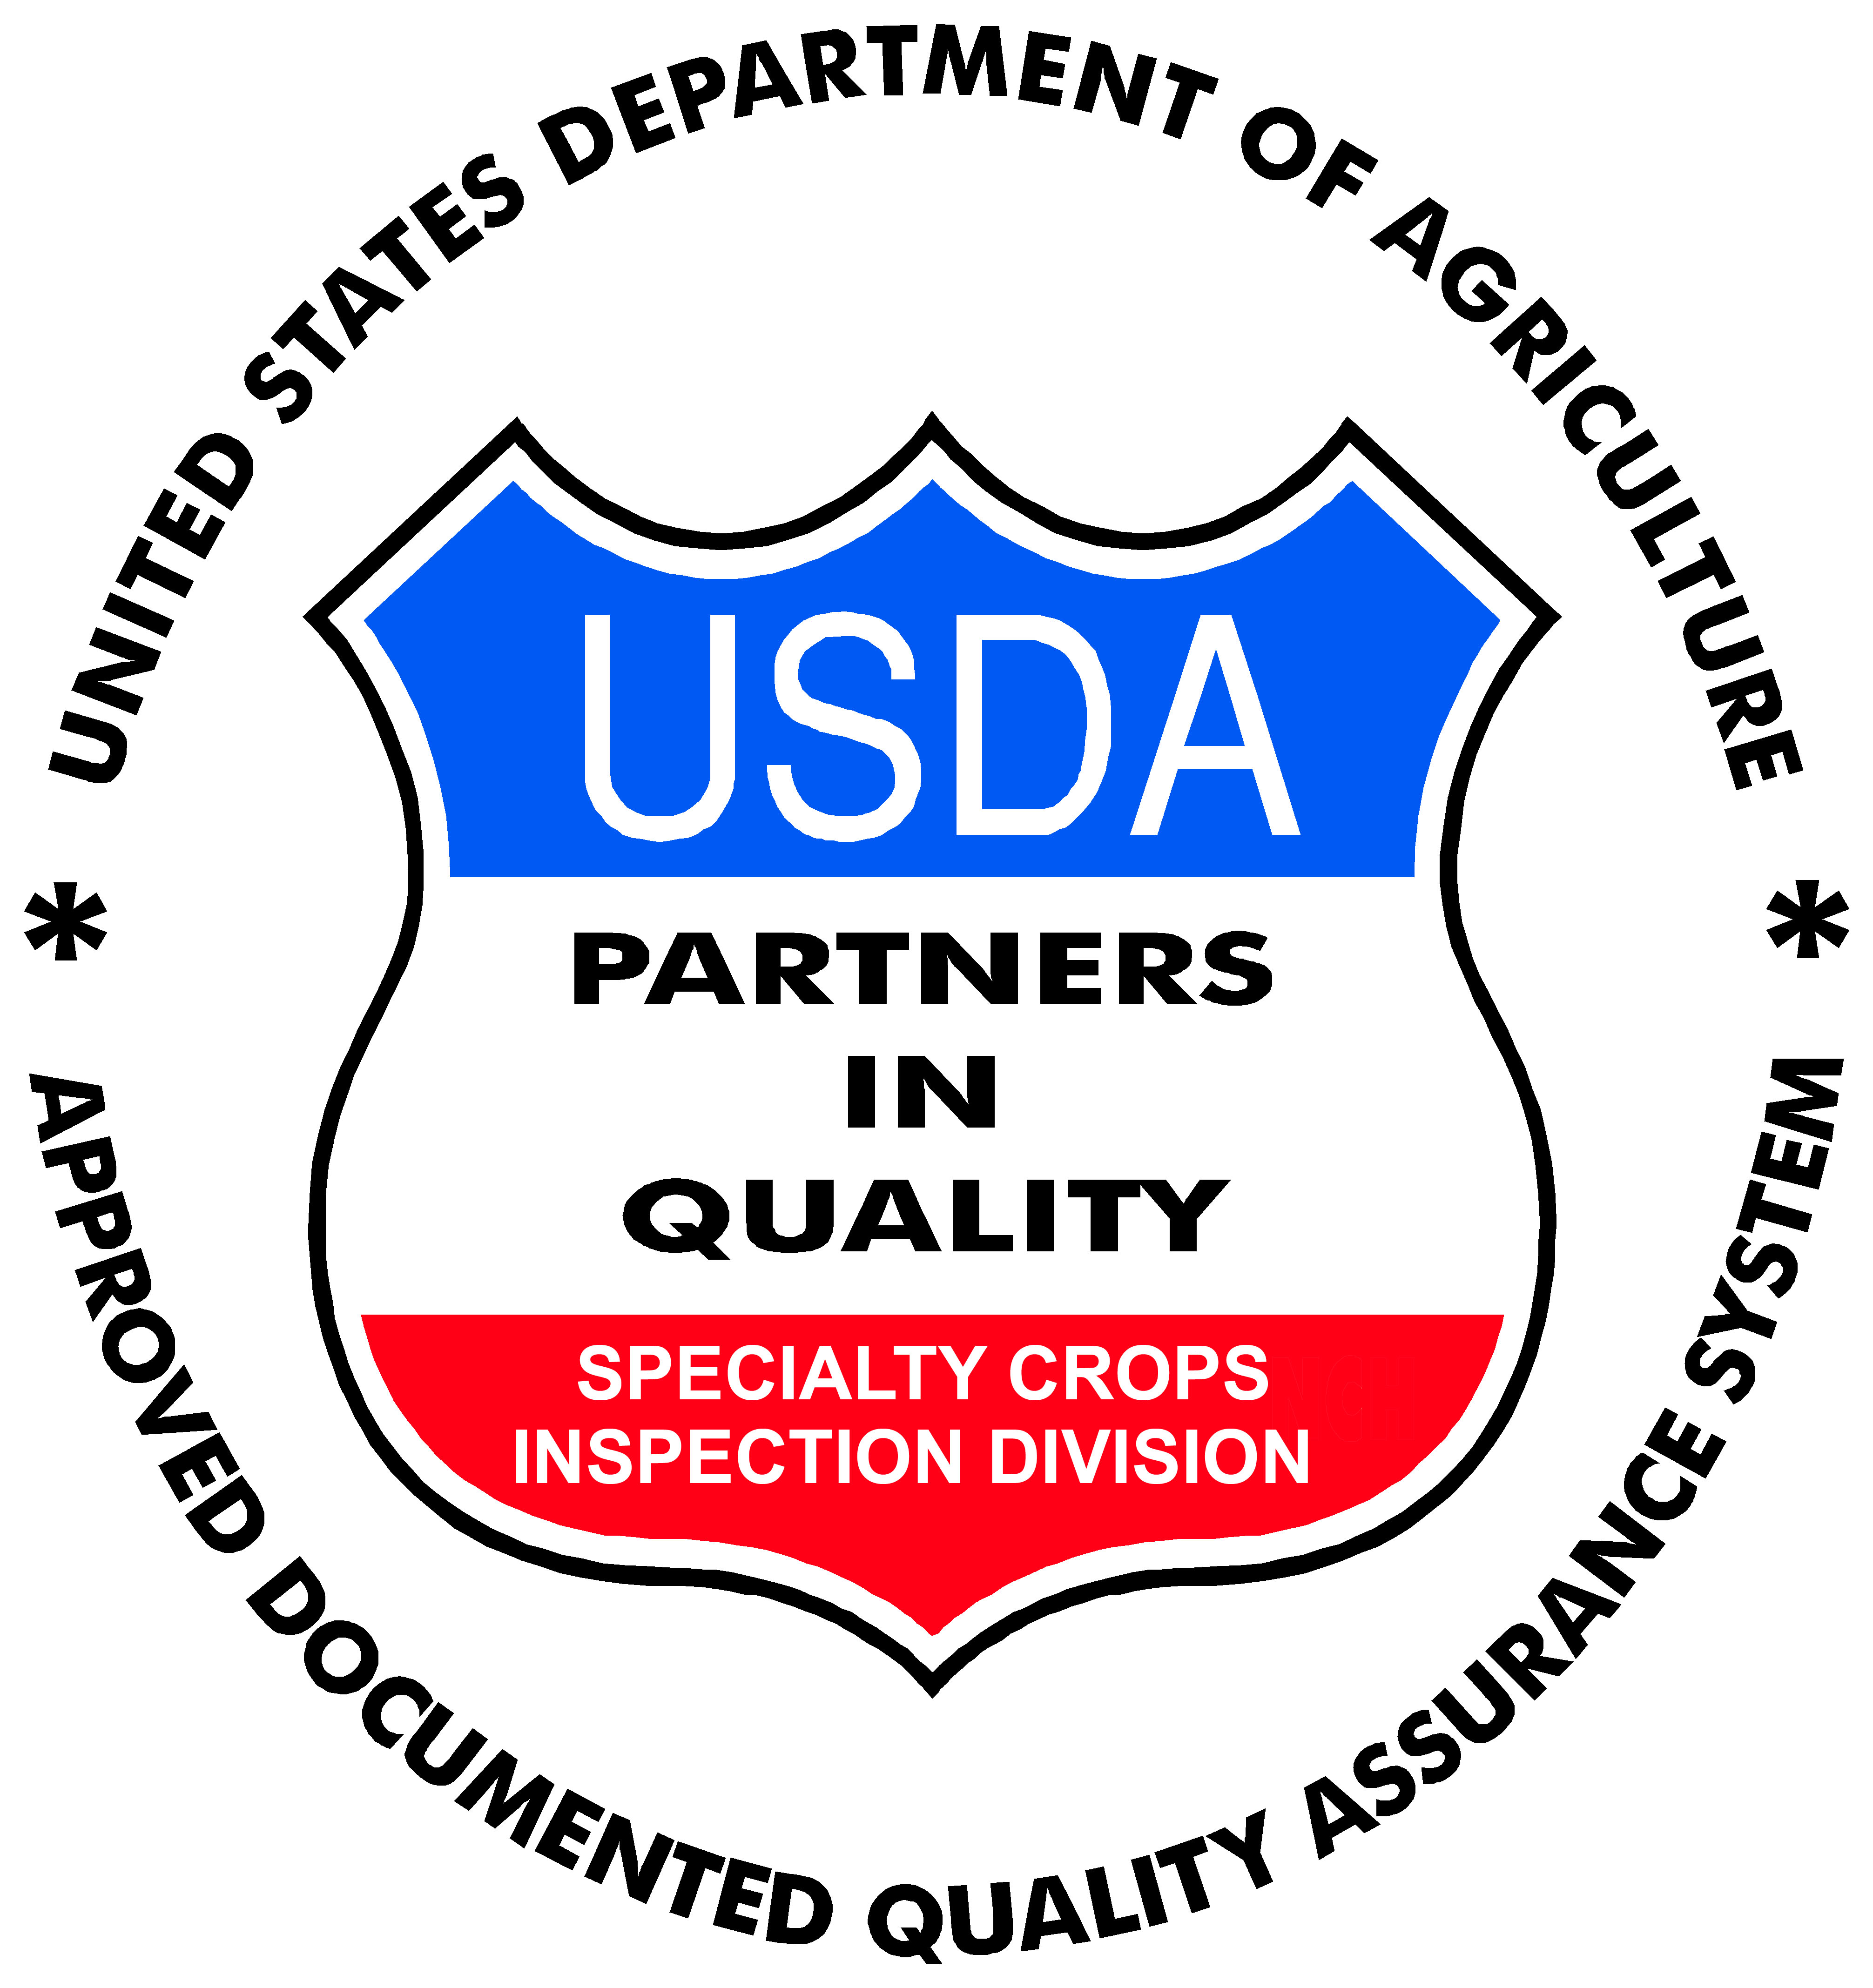 UNITED STATES DEPARTMENT OF AGRICULTURE
USDA
PARTNERS
IN
QUALITY
SPECIALTY CROPS
INSPECTION DIVISION
* APPROVED DOCUMENTED QUALITY ASSURANCE SYSTEM *